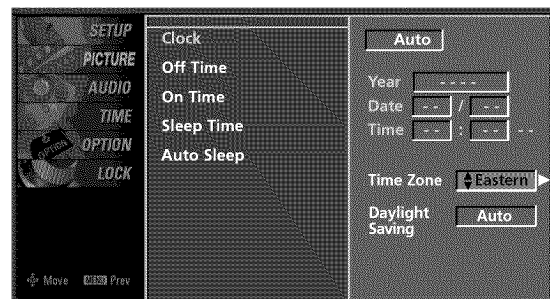 SETUP
PICTURE
AUDIO
TIME
OPTION
OPTION
LOCK
Move MENU Prev
Clock
Off Time
On Time
Sleep Time
Auto Sleep
Auto
Year - - - -
Date - - / - -
Time - - : - - - -
Time Zone Eastern
Daylight
Saving Auto